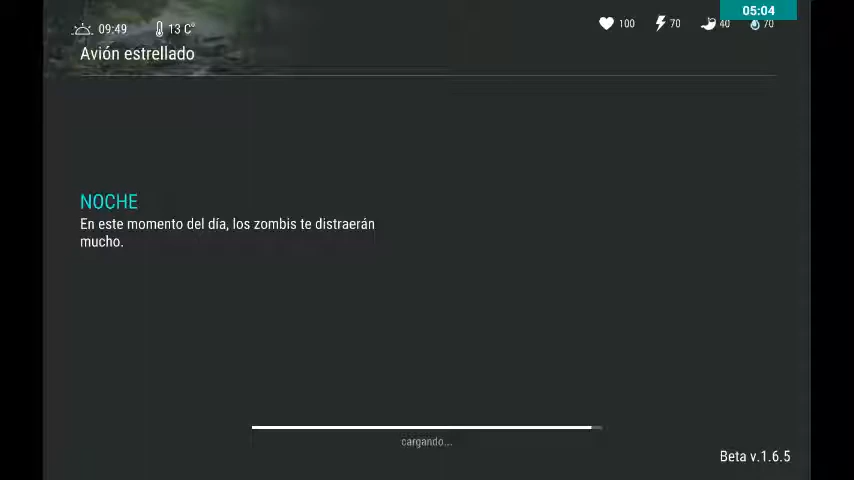 05:04
09:49 13 C° 100 70 40 70
Avión estrellado
NOCHE
En este momento del día, los zombis te distraerán
mucho.
cargando...
Beta v.1.6.5